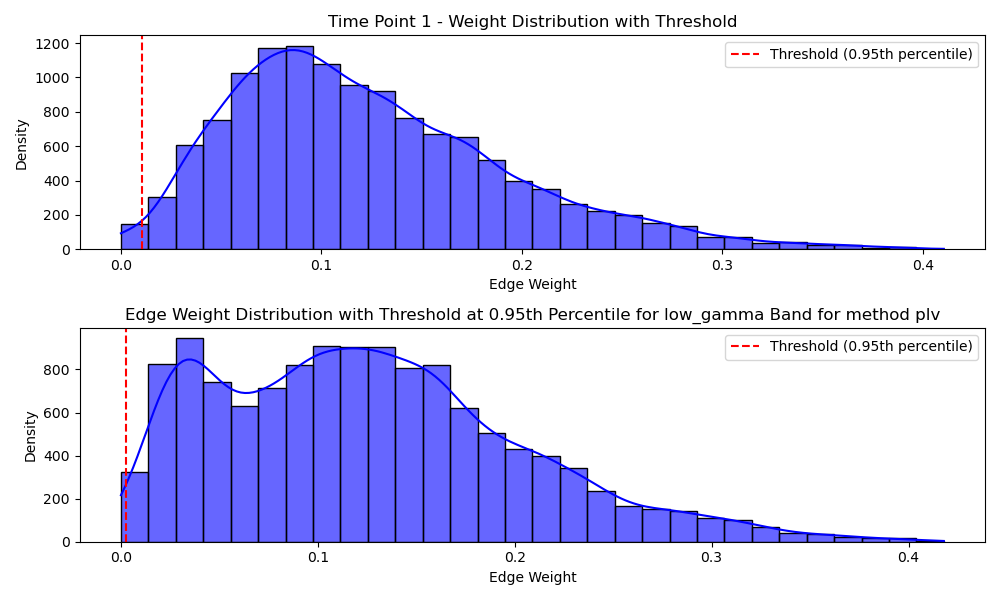 Time Point 1 - Weight Distribution with Threshold
1200
1000
800
600
400
200
0
Density
Threshold (0.95th percentile)
0.0 0.1 0.2 0.3 0.4
Edge Weight
Edge Weight Distribution with Threshold at 0.95th Percentile for low_gamma Band for method plv
800
600
400
200
0
Density
Threshold (0.95th percentile)
0.0 0.1 0.2 0.3 0.4
Edge Weight